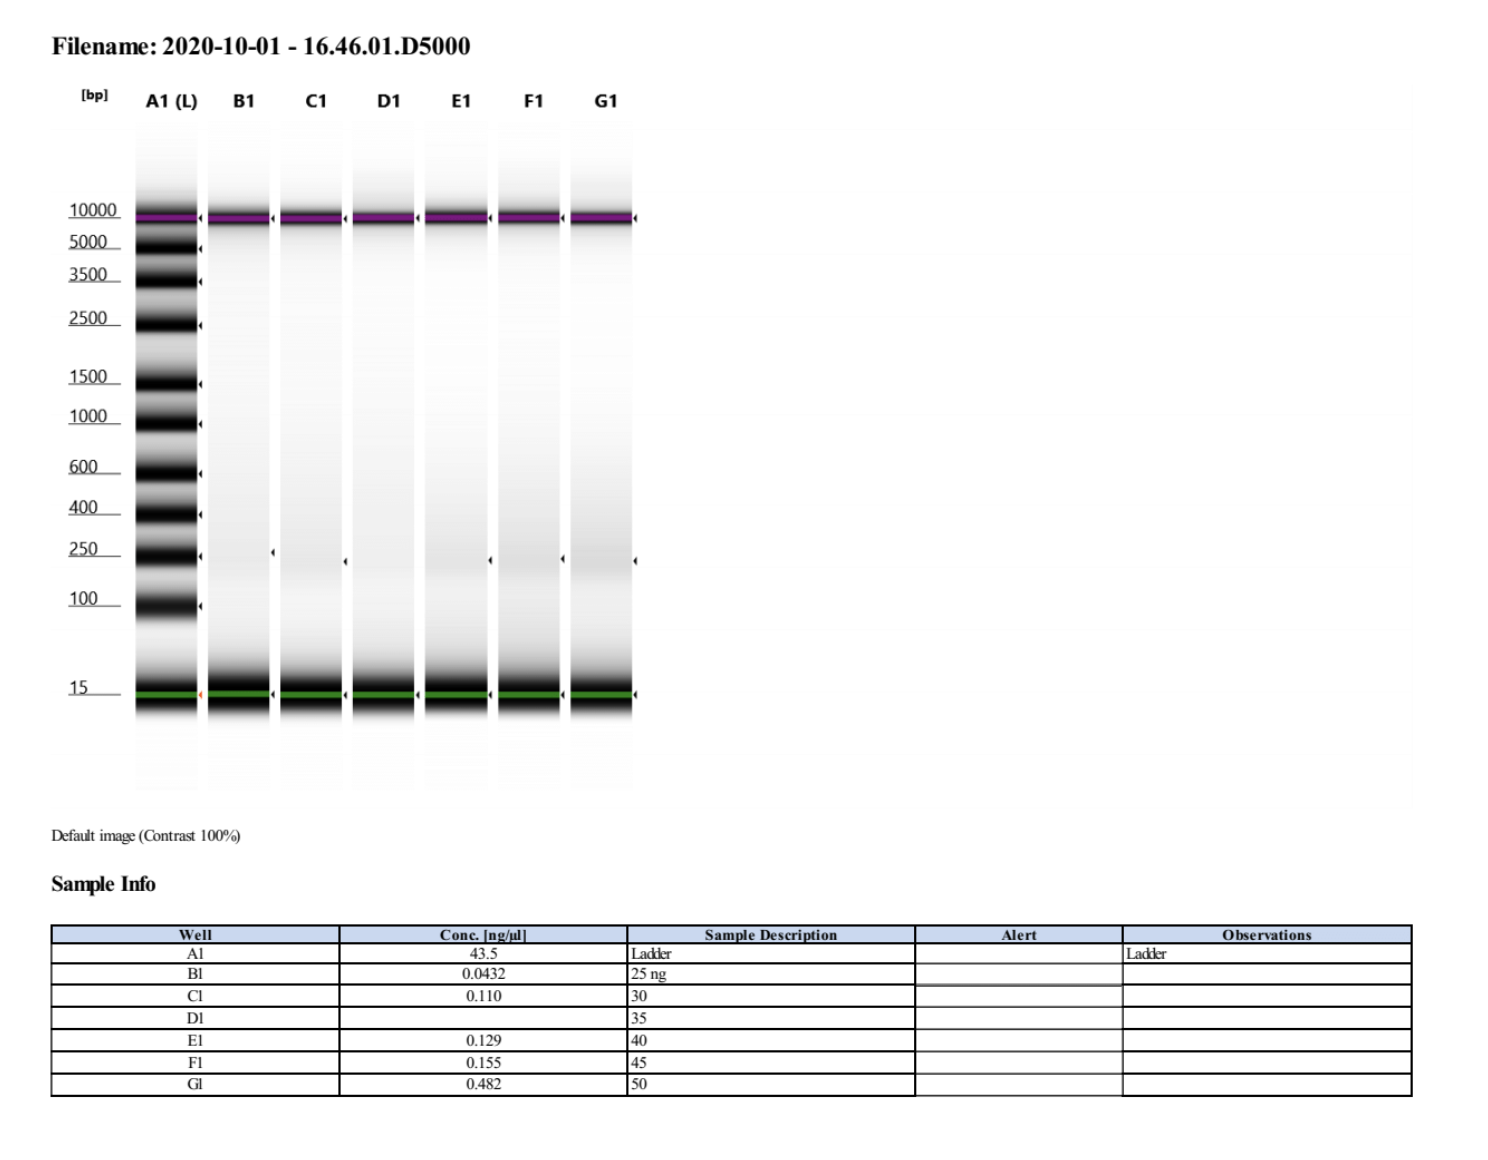 Filename: 2020-10-01 - 16.46.01.D5000
[bp] A1 (L) B1 C1 D1 E1 F1 G1
10000
5000
3500
2500
1500
1000
600
400
250
100
15
Default image (Contrast 100%)
Sample Info
Well Conc. [ng/µl] Sample Description Alert Observations
A1 43.5 Ladder Ladder
B1 0.0432 25 ng
C1 0.110 30
D1 35
E1 0.129 40
F1 0.155 45
G1 0.482 50